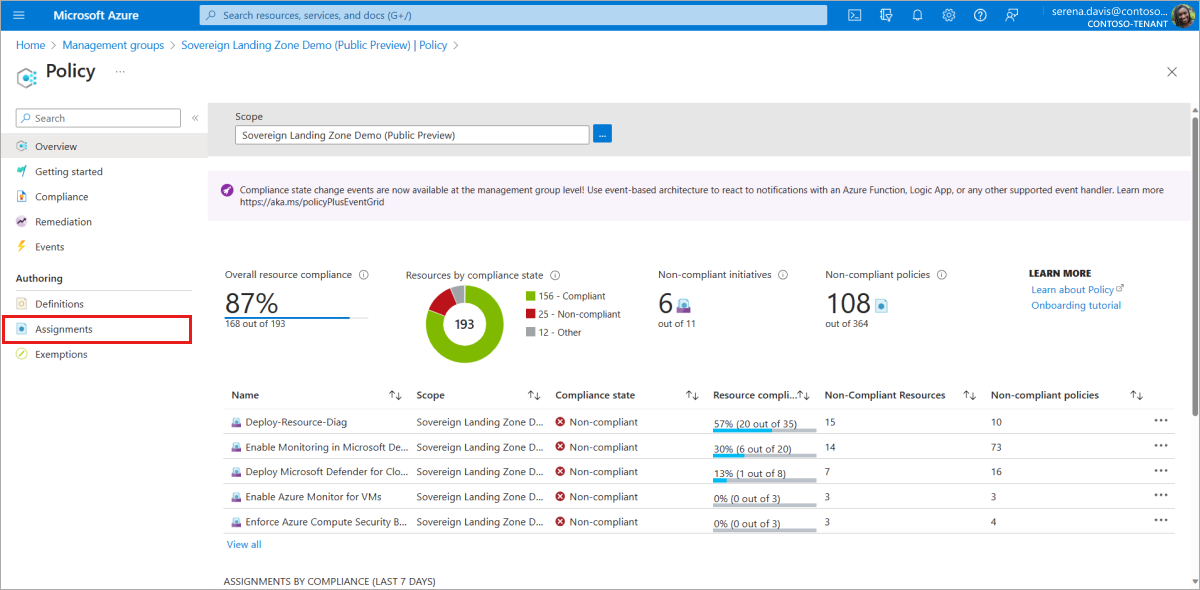 Microsoft Azure
Search resources, services, and docs (G+/)
serena.davis@contoso...
CONTOSO-TENANT
Home > Management groups > Sovereign Landing Zone Demo (Public Preview) | Policy >
Policy ...
Search
«
Overview
Getting started
Compliance
Remediation
Events
Authoring
Definitions
Assignments
Exemptions
Scope
Sovereign Landing Zone Demo (Public Preview)
...
Compliance state change events are now available at the management group level! Use event-based architecture to react to notifications with an Azure Function, Logic App, or any other supported event handler. Learn more
https://aka.ms/policyPlusEventGrid
Overall resource compliance
87%
168 out of 193
Resources by compliance state
193
156 - Compliant
25 - Non-compliant
12 - Other
Non-compliant initiatives
6
out of 11
Non-compliant policies
108
out of 364
LEARN MORE
Learn about Policy
Onboarding tutorial
Name Scope Compliance state Resource compli... Non-Compliant Resources Non-compliant policies
Deploy-Resource-Diag Sovereign Landing Zone D... Non-compliant 57% (20 out of 35) 15 10 ...
Enable Monitoring in Microsoft De... Sovereign Landing Zone D... Non-compliant 30% (6 out of 20) 14 73 ...
Deploy Microsoft Defender for Clo... Sovereign Landing Zone D... Non-compliant 13% (1 out of 8) 7 16 ...
Enable Azure Monitor for VMs Sovereign Landing Zone D... Non-compliant 0% (0 out of 3) 3 3 ...
Enforce Azure Compute Security B... Sovereign Landing Zone D... Non-compliant 0% (0 out of 3) 3 4 ...
View all
ASSIGNMENTS BY COMPLIANCE (LAST 7 DAYS)